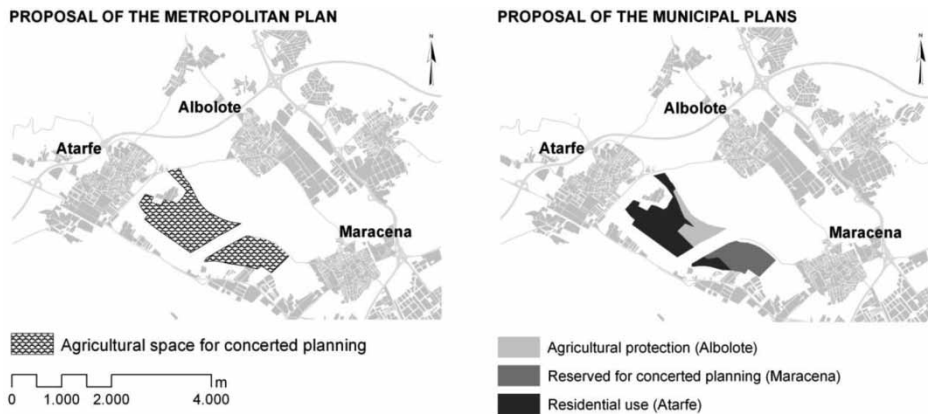 PROPOSAL OF THE METROPOLITAN PLAN
N
Albolote
Atarfe
Maracena
Agricultural space for concerted planning
m
0 1.000 2.000 4.000
PROPOSAL OF THE MUNICIPAL PLANS
N
Albolote
Atarfe
Maracena
Agricultural protection (Albolote)
Reserved for concerted planning (Maracena)
Residential use (Atarfe)